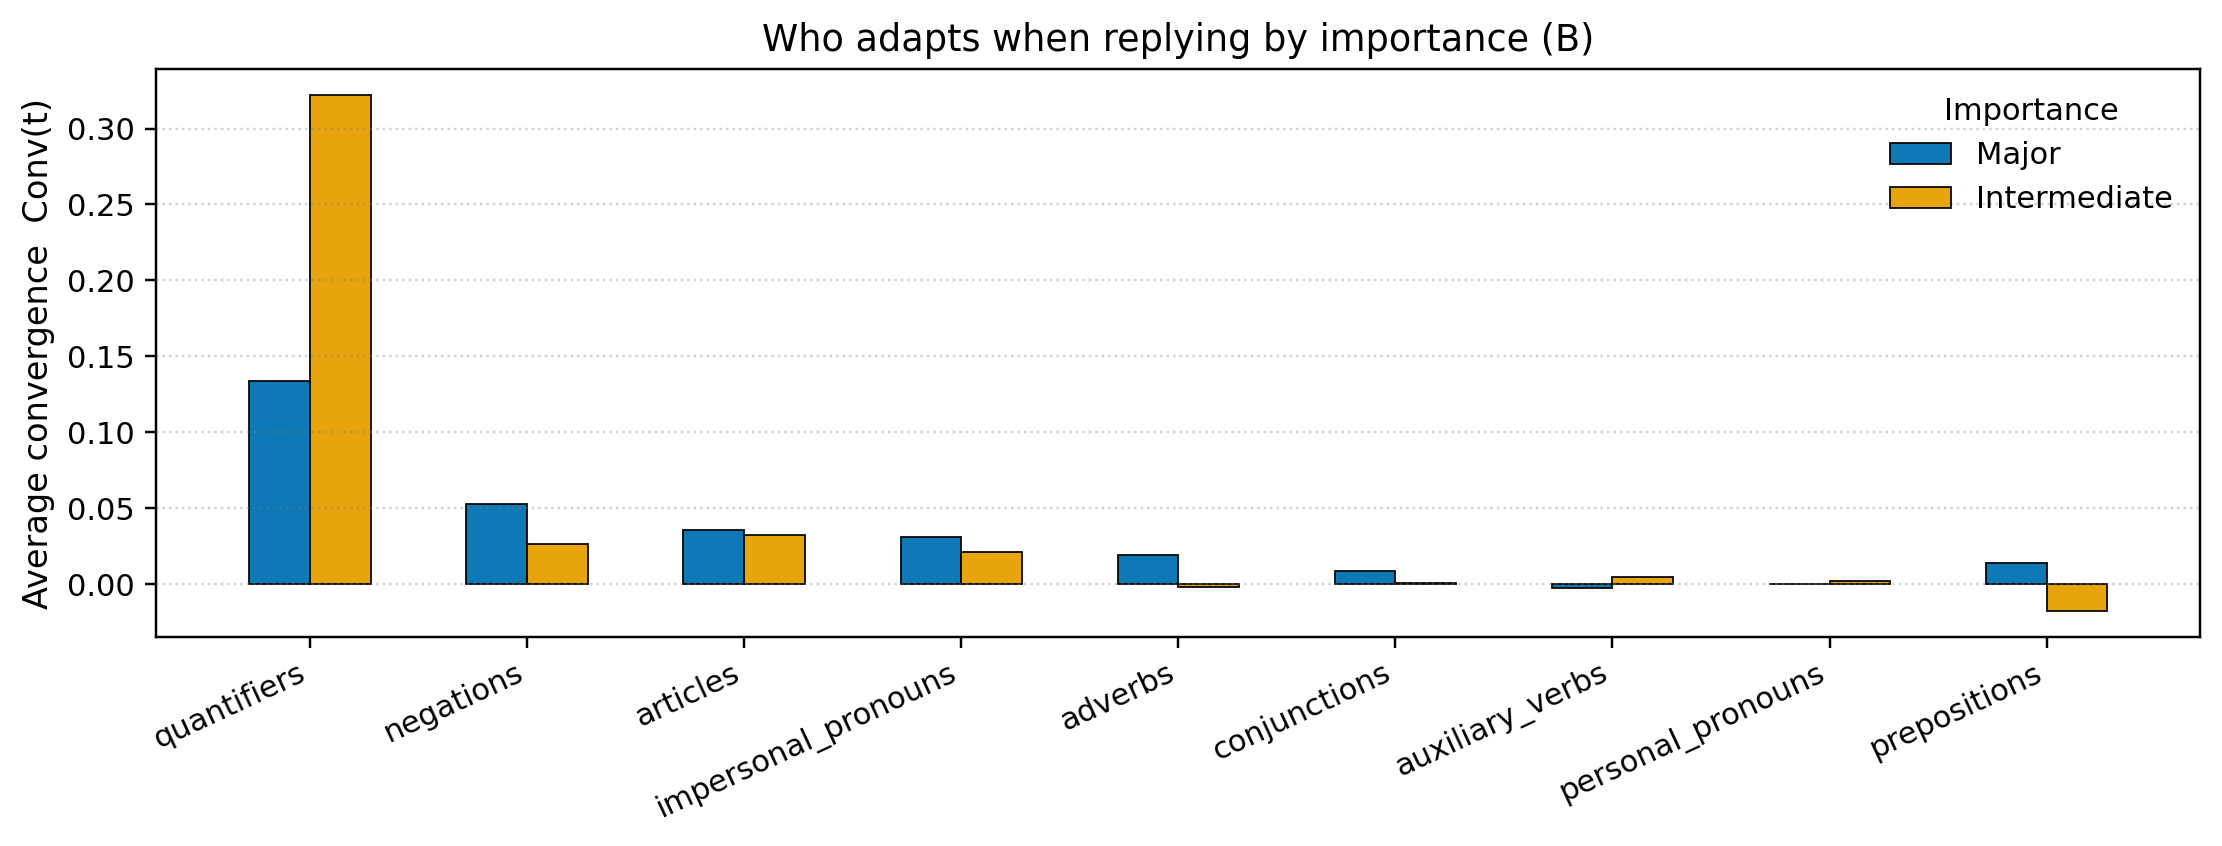 Who adapts when replying by importance (B)
Average convergence  Conv(t)
0.30
0.25
0.20
0.15
0.10
0.05
0.00
Importance
Major
Intermediate
quantifiers
negations
articles
impersonal_pronouns
adverbs
conjunctions
auxiliary_verbs
personal_pronouns
prepositions